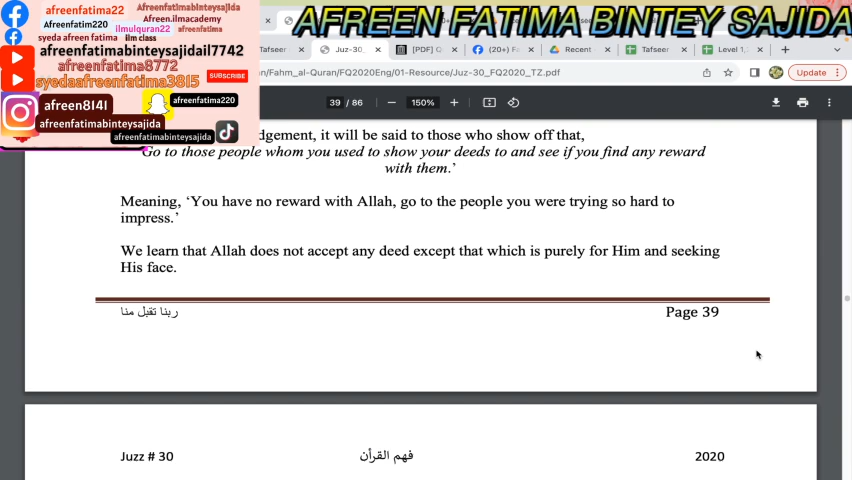 afreenfatima22
Afreenfatimabinteysajida
Afreenfatima220
Afreen.ilmacademy
ilmulquran22
afreenfatima
syeda afreen fatima ilm class
afreenfatimabinteysajidail7742
afreenfatima8772
syedaafreenfatima3815
SUBSCRIBE
afreen8141
afreenfatima220
afreenfatimabinteysajida
afreenfatimabinteysajida
AFREEN FATIMA BINTEY SAJIDA
Tafseer
Juz-30,
[PDF] Q
(20+) F
Recent
Tafseer
Level 1,
n/Fahm_al-Quran/FQ2020Eng/01-Resource/Juz-30_FQ2020_TZ.pdf
Update
39 / 86
150%
dgement, it will be said to those who show off that,
'Go to those people whom you used to show your deeds to and see if you find any reward
with them.'
Meaning, 'You have no reward with Allah, go to the people you were trying so hard to
impress.'
We learn that Allah does not accept any deed except that which is purely for Him and seeking
His face.
ربنا تقبل منا
Page 39
Juzz # 30
فهم القرأن
2020